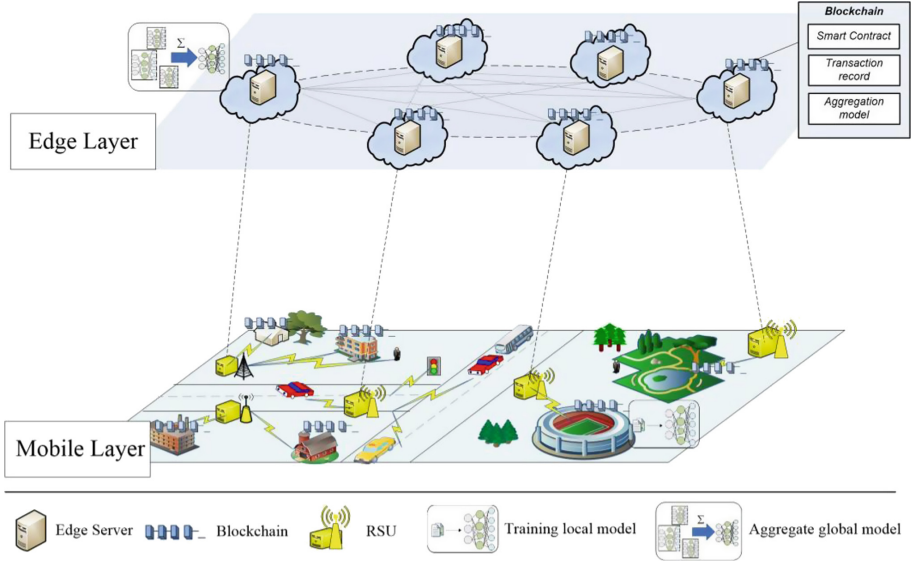 Blockchain
Smart Contract
Transaction
record
Aggregation
model
Σ
Edge Layer
Mobile Layer
Edge Server
Blockchain
RSU
Training local model
Σ
Aggregate global model